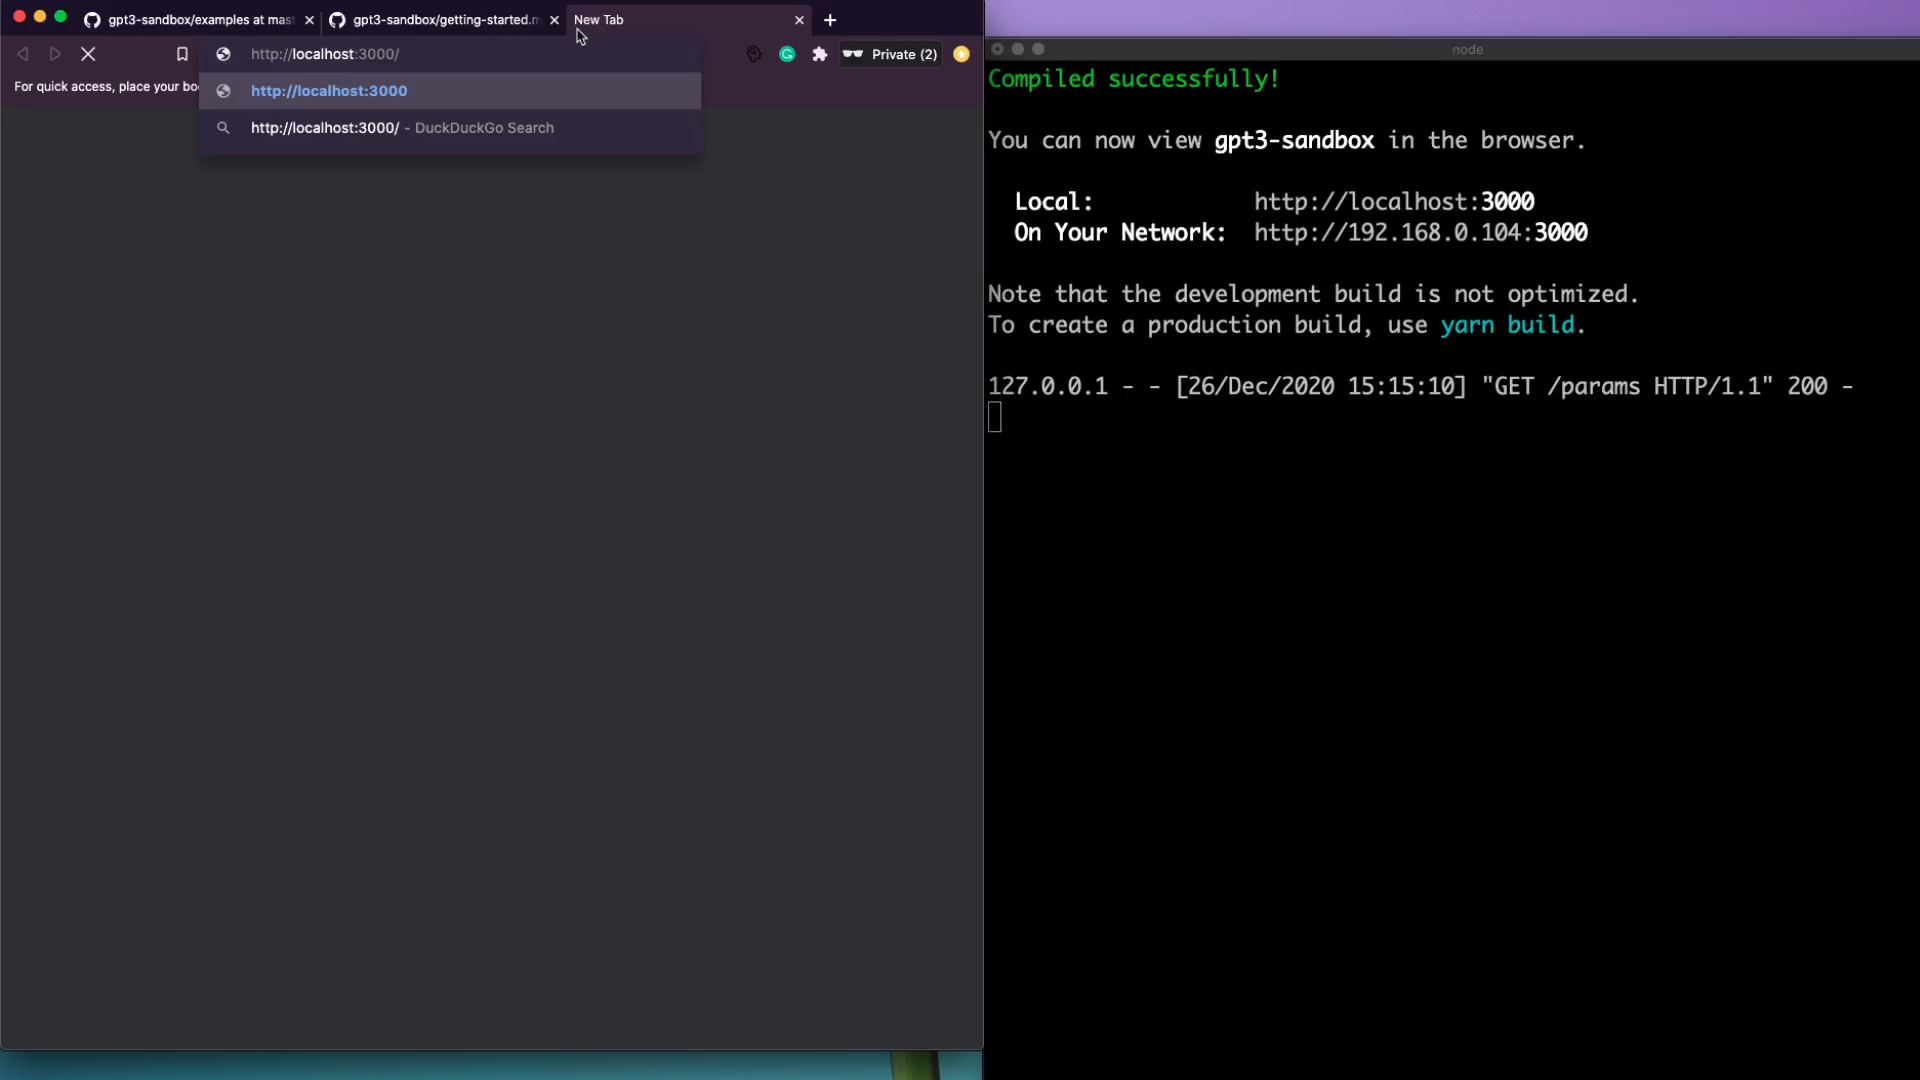 gpt3-sandbox/examples at mast
gpt3-sandbox/getting-started.m
New Tab
http://localhost:3000/
Private (2)
For quick access, place your bo
http://localhost:3000
http://localhost:3000/ - DuckDuckGo Search
node
Compiled successfully!
You can now view gpt3-sandbox in the browser.
Local: http://localhost:3000
On Your Network: http://192.168.0.104:3000
Note that the development build is not optimized.
To create a production build, use yarn build.
127.0.0.1 - - [26/Dec/2020 15:15:10] "GET /params HTTP/1.1" 200 -